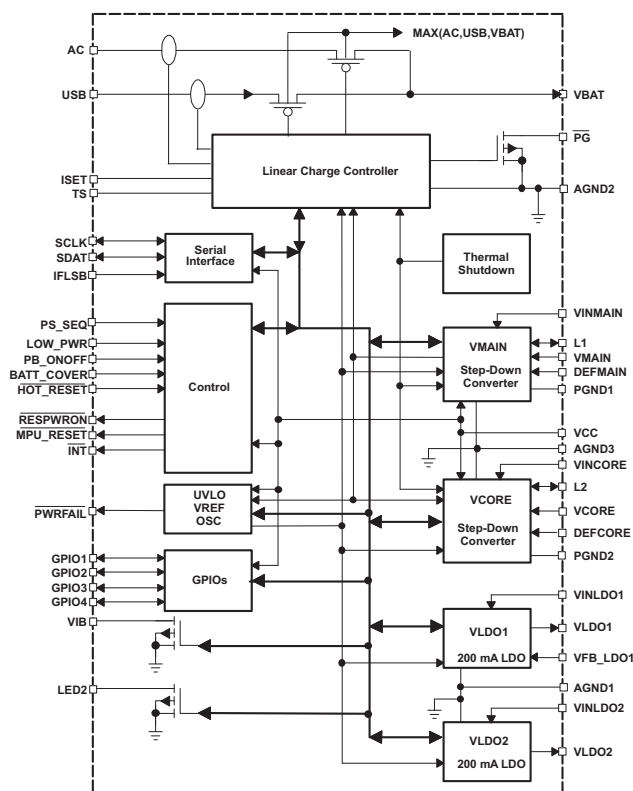 MAX(AC,USB,VBAT)
AC
USB
VBAT
PG
Linear Charge Controller
ISET
TS
AGND2
SCLK
SDAT
IFLSB
Serial
Interface
Thermal
Shutdown
VINMAIN
PS_SEQ
LOW_PWR
PB_ONOFF
BATT_COVER
HOT_RESET
Control
VMAIN
Step-Down
Converter
L1
VMAIN
DEFMAIN
PGND1
RESPWRON
MPU_RESET
INT
VCC
AGND3
VINCORE
PWRFAIL
UVLO
VREF
OSC
VCORE
Step-Down
Converter
L2
VCORE
DEFCORE
PGND2
GPIO1
GPIO2
GPIO3
GPIO4
GPIOs
VINLDO1
VIB
VLDO1
200 mA LDO
VLDO1
VFB_LDO1
LED2
AGND1
VINLDO2
VLDO2
200 mA LDO
VLDO2